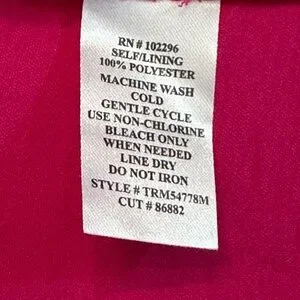 RN # 102296
SELF/LINING
100% POLYESTER
MACHINE WASH
COLD
GENTLE CYCLE
USE NON-CHLORINE
BLEACH ONLY
WHEN NEEDED
LINE DRY
DO NOT IRON
STYLE # TRM54778M
CUT # 86882